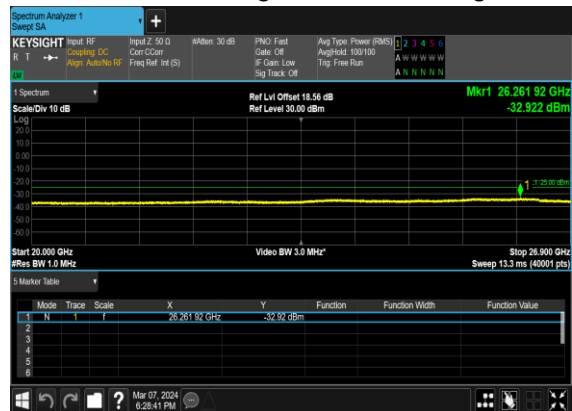 Spectrum Analyzer 1
Swept SA
+
KEYSIGHT Input: RF Input Z: 50 Ω #Atten: 30 dB PNO: Fast Avg Type: Power (RMS) 1 2 3 4 5 6
R T Coupling: DC Corr CCorr Gate: Off Avg|Hold: 100/100 A W W W W W
Align: Auto/No RF Freq Ref: Int (S) IF Gain: Low Trig: Free Run
Sig Track: Off A N N N N N
1 Spectrum
Ref Lvl Offset 18.56 dB Mkr1 26.261 92 GHz
Scale/Div 10 dB Ref Level 30.00 dBm -32.922 dBm
Log
20.0
10.0
0.00
-10.0
-20.0
-30.0
-40.0
-50.0
-60.0
1
-25.00 dBm
Start 20.000 GHz Video BW 3.0 MHz* Stop 26.900 GHz
#Res BW 1.0 MHz Sweep 13.3 ms (40001 pts)
5 Marker Table
Mode Trace Scale X Y Function Function Width Function Value
1 N 1 f 26.261 92 GHz -32.92 dBm
2
3
4
5
6
? Mar 07, 2024
6:28:41 PM